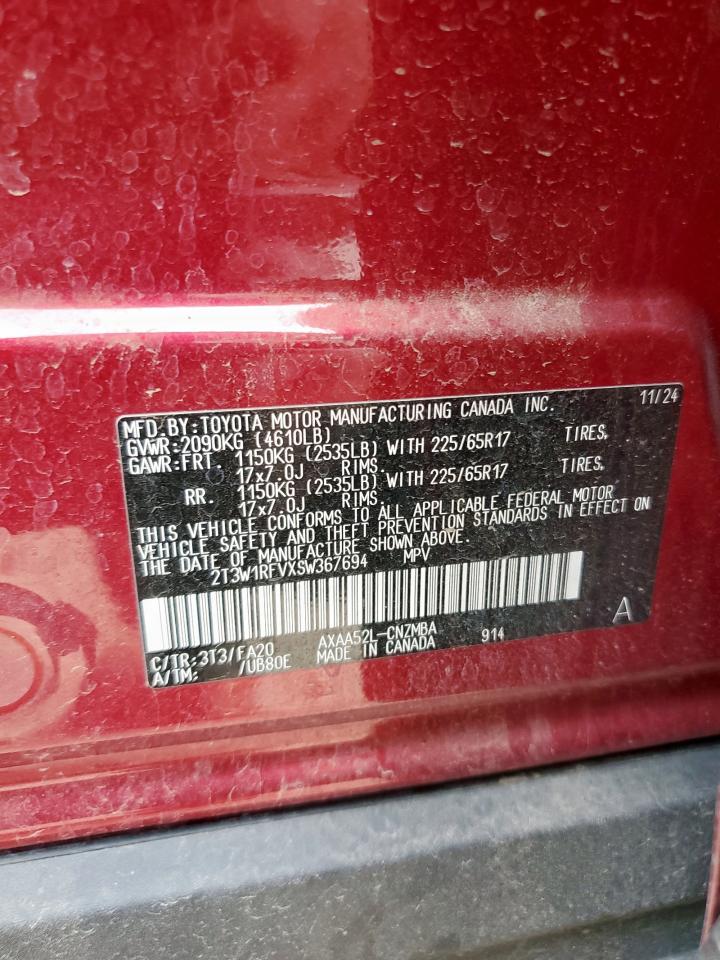 MFD.BY:TOYOTA MOTOR MANUFACTURING CANADA INC. 11/24
GVWR:2090KG (4610LB)
GAWR:FRT. 1150KG (2535LB) WITH 225/65R17 TIRES,
17x7.0J RIMS.
RR. 1150KG (2535LB) WITH 225/65R17 TIRES,
17x7.0J RIMS.
THIS VEHICLE CONFORMS TO ALL APPLICABLE FEDERAL MOTOR
VEHICLE SAFETY AND THEFT PREVENTION STANDARDS IN EFFECT ON
THE DATE OF MANUFACTURE SHOWN ABOVE.
2T3W1RFVXSW367694 MPV
C/TR:3T3/FA20 AXAA52L-CNZMBA 914 A
A/TM: /UB80E MADE IN CANADA